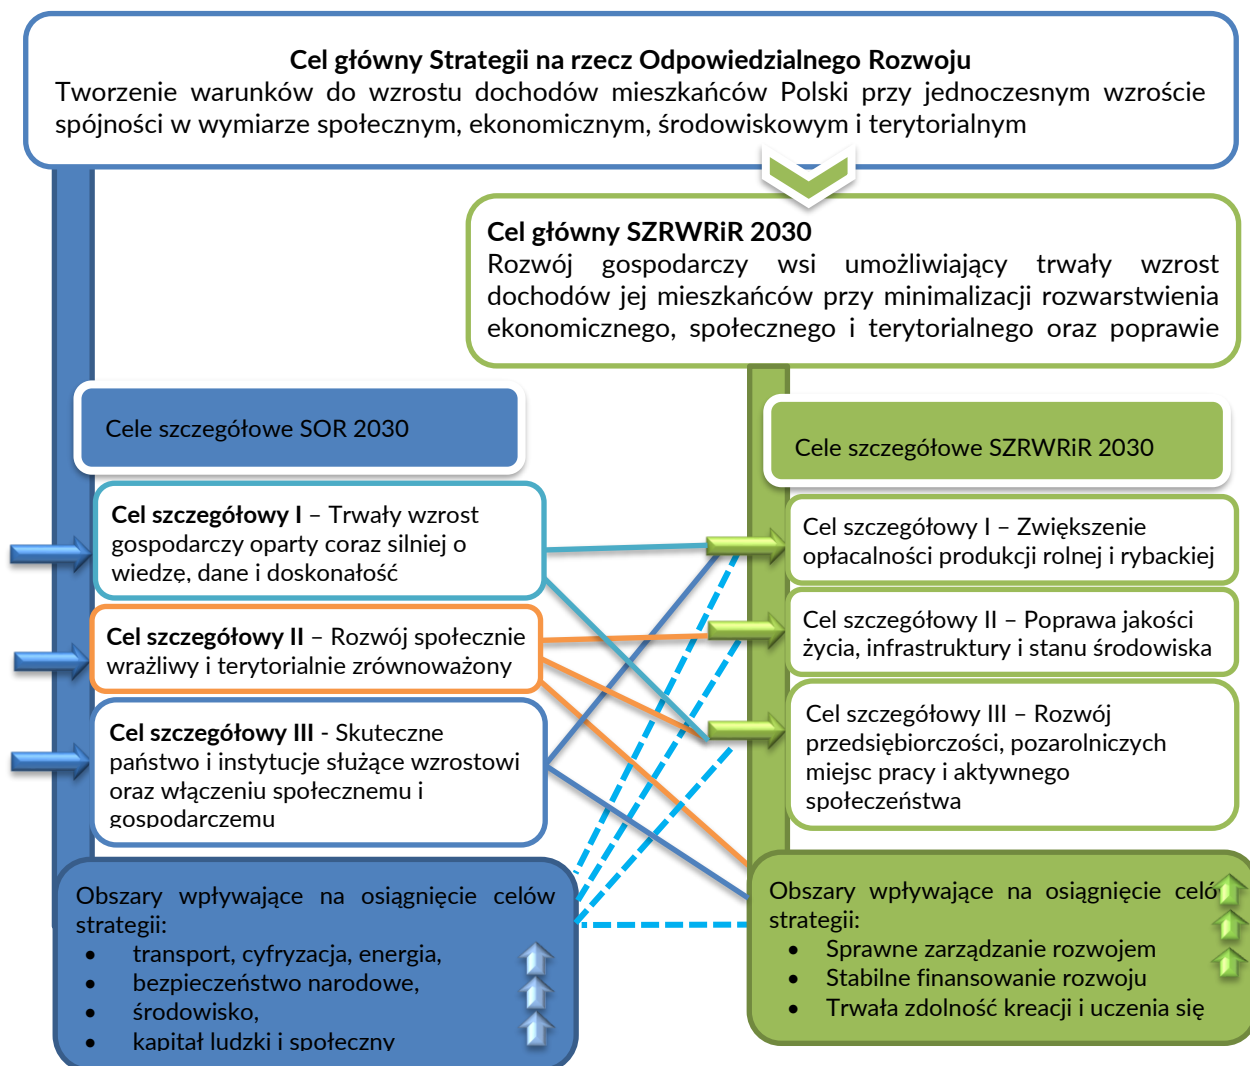 Cel główny Strategii na rzecz Odpowiedzialnego Rozwoju
Tworzenie warunków do wzrostu dochodów mieszkańców Polski przy jednoczesnym wzroście
spójności w wymiarze społecznym, ekonomicznym, środowiskowym i terytorialnym
Cel główny SZRWRiR 2030
Rozwój gospodarczy wsi umożliwiający trwały wzrost
dochodów jej mieszkańców przy minimalizacji rozwarstwienia
ekonomicznego, społecznego i terytorialnego oraz poprawie
Cele szczegółowe SOR 2030
Cel szczegółowy I – Trwały wzrost
gospodarczy oparty coraz silniej o
wiedzę, dane i doskonałość
Cel szczegółowy II – Rozwój społecznie
wrażliwy i terytorialnie zrównoważony
Cel szczegółowy III - Skuteczne
państwo i instytucje służące wzrostowi
oraz włączeniu społecznemu i
gospodarczemu
Obszary wpływające na osiągnięcie celów
strategii:
• transport, cyfryzacja, energia,
• bezpieczeństwo narodowe,
• środowisko,
• kapitał ludzki i społeczny
Cele szczegółowe SZRWRiR 2030
Cel szczegółowy I – Zwiększenie
opłacalności produkcji rolnej i rybackiej
Cel szczegółowy II – Poprawa jakości
życia, infrastruktury i stanu środowiska
Cel szczegółowy III – Rozwój
przedsiębiorczości, pozarolniczych
miejsc pracy i aktywnego
społeczeństwa
Obszary wpływające na osiągnięcie celów
strategii:
• Sprawne zarządzanie rozwojem
• Stabilne finansowanie rozwoju
• Trwała zdolność kreacji i uczenia się